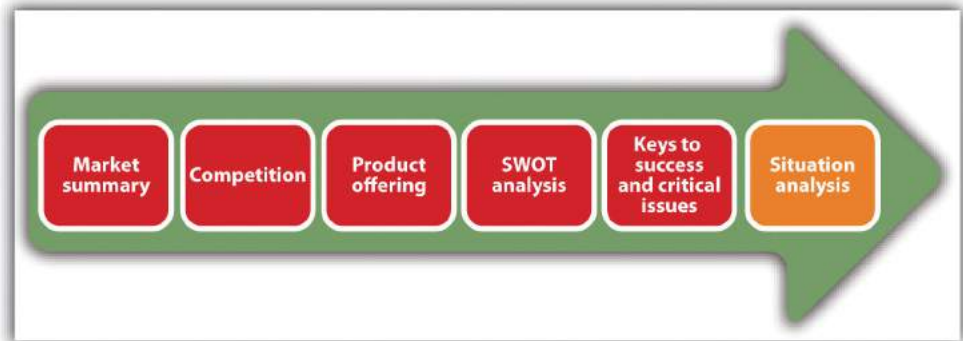 Market
summary
Competition
Product
offering
SWOT
analysis
Keys to
success
and critical
issues
Situation
analysis